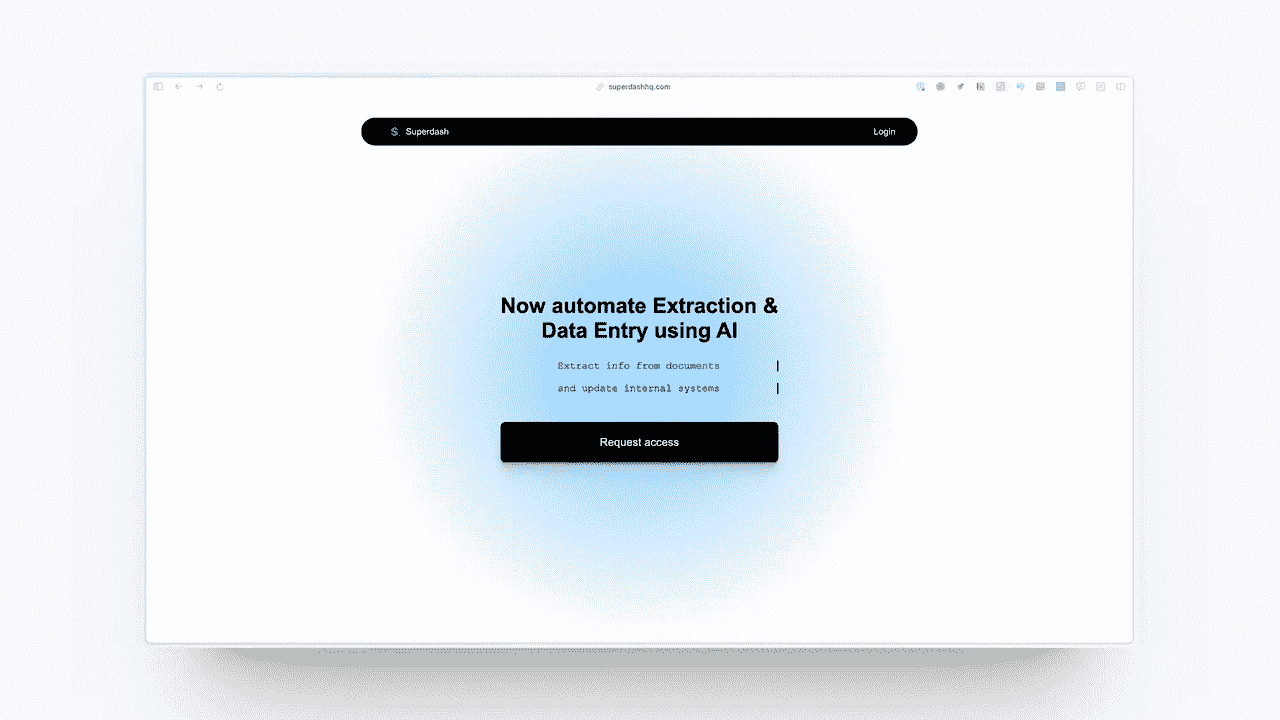 superdashhq.com
Superdash
Login
Now automate Extraction &
Data Entry using AI
Extract info from documents
and update internal systems
Request access